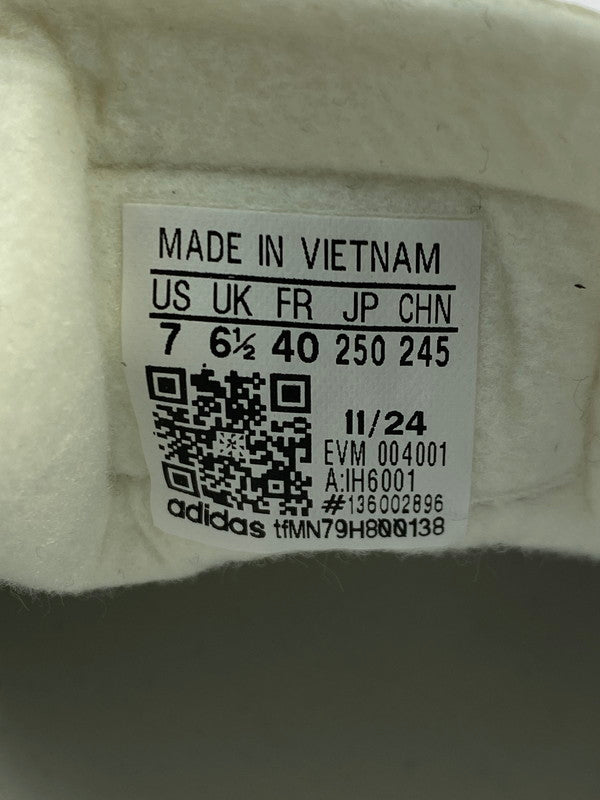 MADE IN VIETNAM
US UK FR JP CHN
7 6½ 40 250 245
11/24
EVM 004001
A:IH6001
#136002896
adidas tfMN79H800138